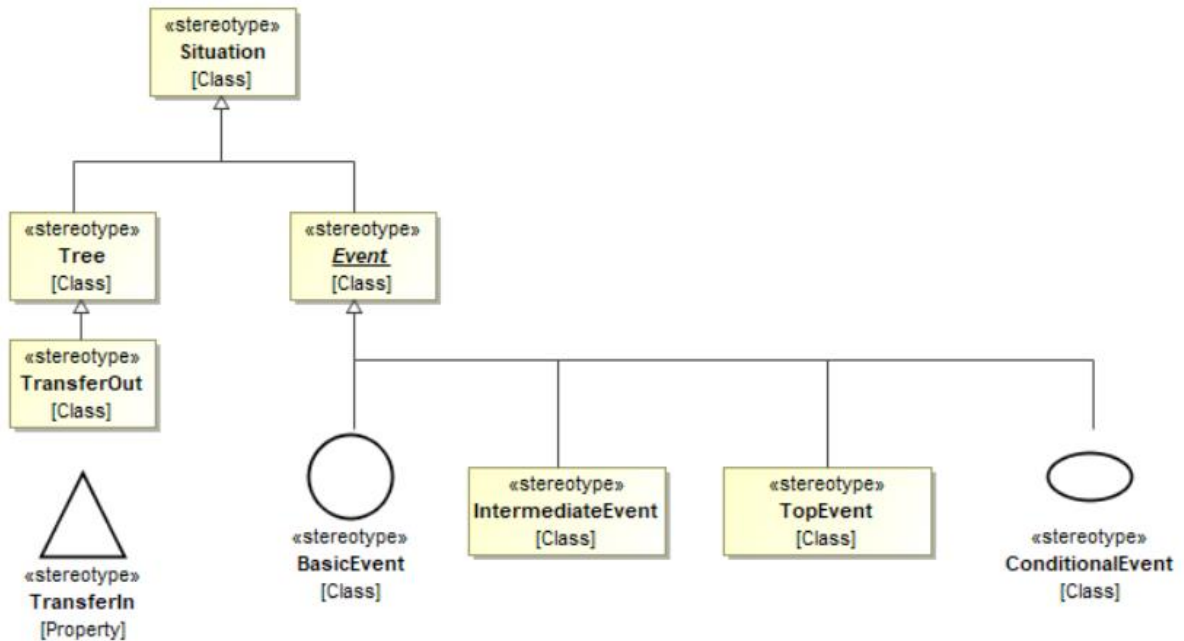 «stereotype»
Situation
[Class]
«stereotype»
Tree
[Class]
«stereotype»
Event
[Class]
«stereotype»
TransferOut
[Class]
«stereotype»
TransferIn
[Property]
«stereotype»
BasicEvent
[Class]
«stereotype»
IntermediateEvent
[Class]
«stereotype»
TopEvent
[Class]
«stereotype»
ConditionalEvent
[Class]